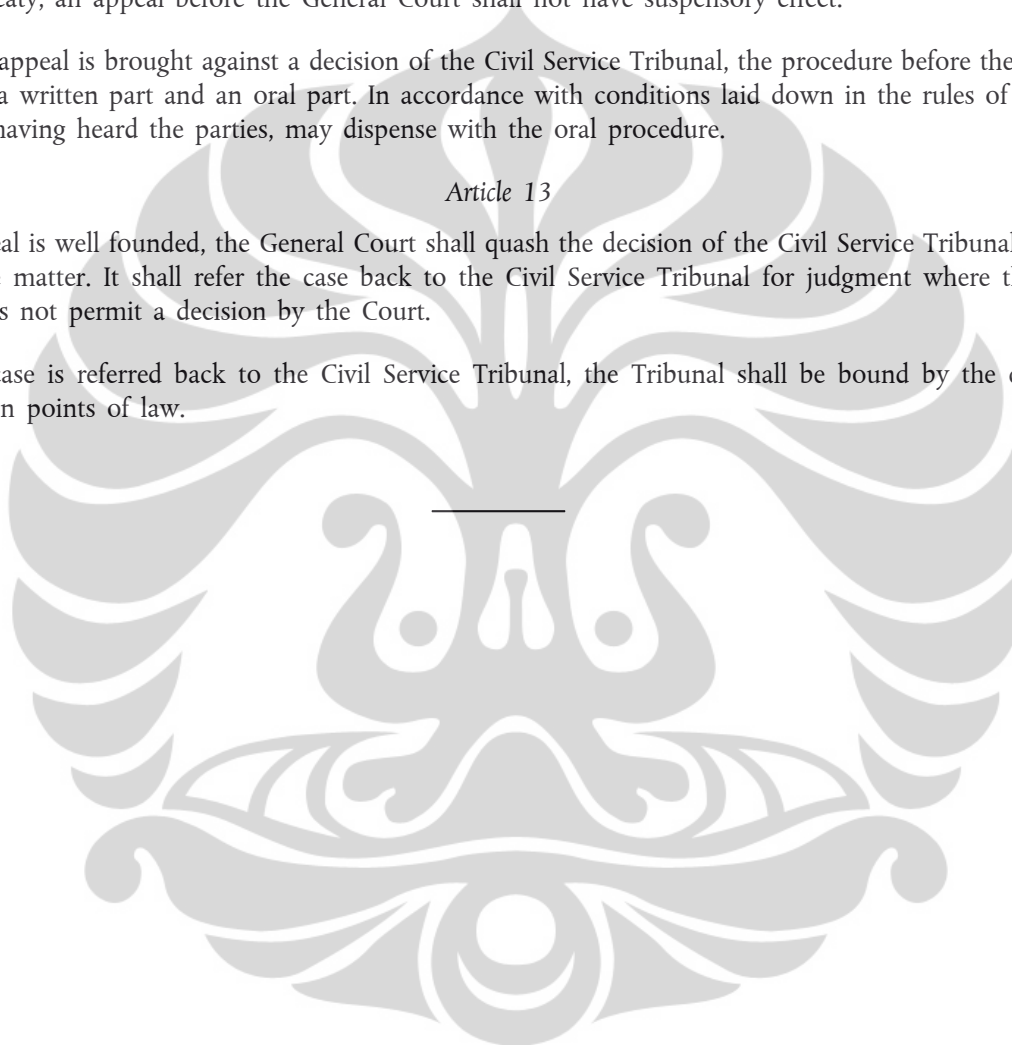 eaty, an appeal before the General Court shall not have suspensory effect.
appeal is brought against a decision of the Civil Service Tribunal, the procedure before the
a written part and an oral part. In accordance with conditions laid down in the rules of
having heard the parties, may dispense with the oral procedure.
Article 13
al is well founded, the General Court shall quash the decision of the Civil Service Tribunal
matter. It shall refer the case back to the Civil Service Tribunal for judgment where
s not permit a decision by the Court.
ase is referred back to the Civil Service Tribunal, the Tribunal shall be bound by the
n points of law.